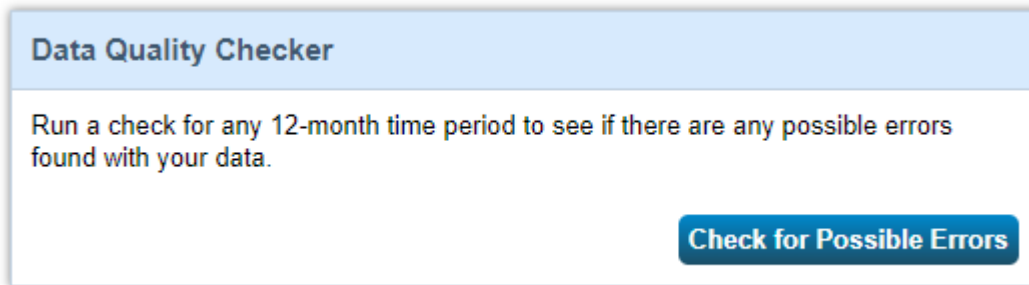 Data Quality Checker
Run a check for any 12-month time period to see if there are any possible errors
found with your data.
Check for Possible Errors